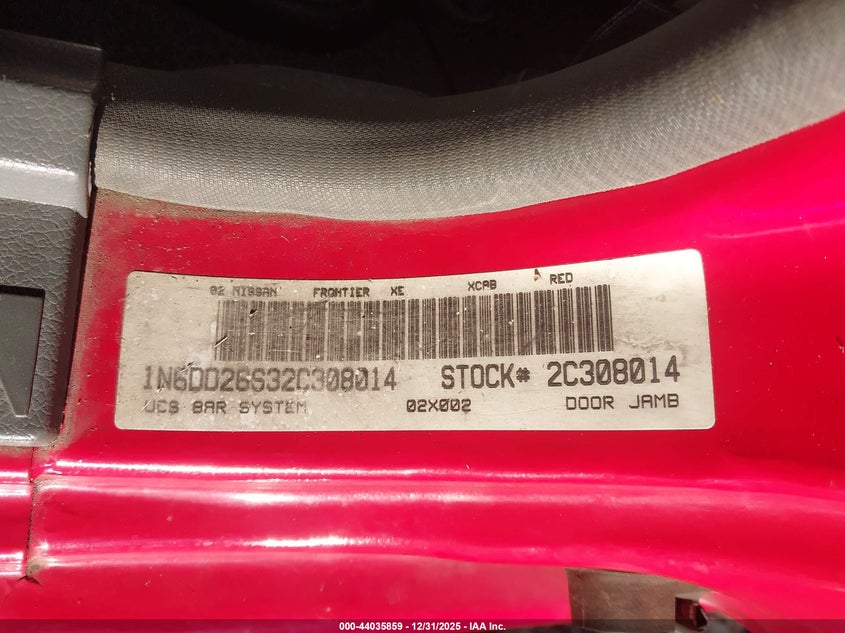 02 NISSAN FRONTIER XE XCAB RED
1N6DD26S32C308014 STOCK# 2C308014
UCS BAR SYSTEM 02X002 DOOR JAMB
000-44035859 - 12/31/2025 - IAA Inc.